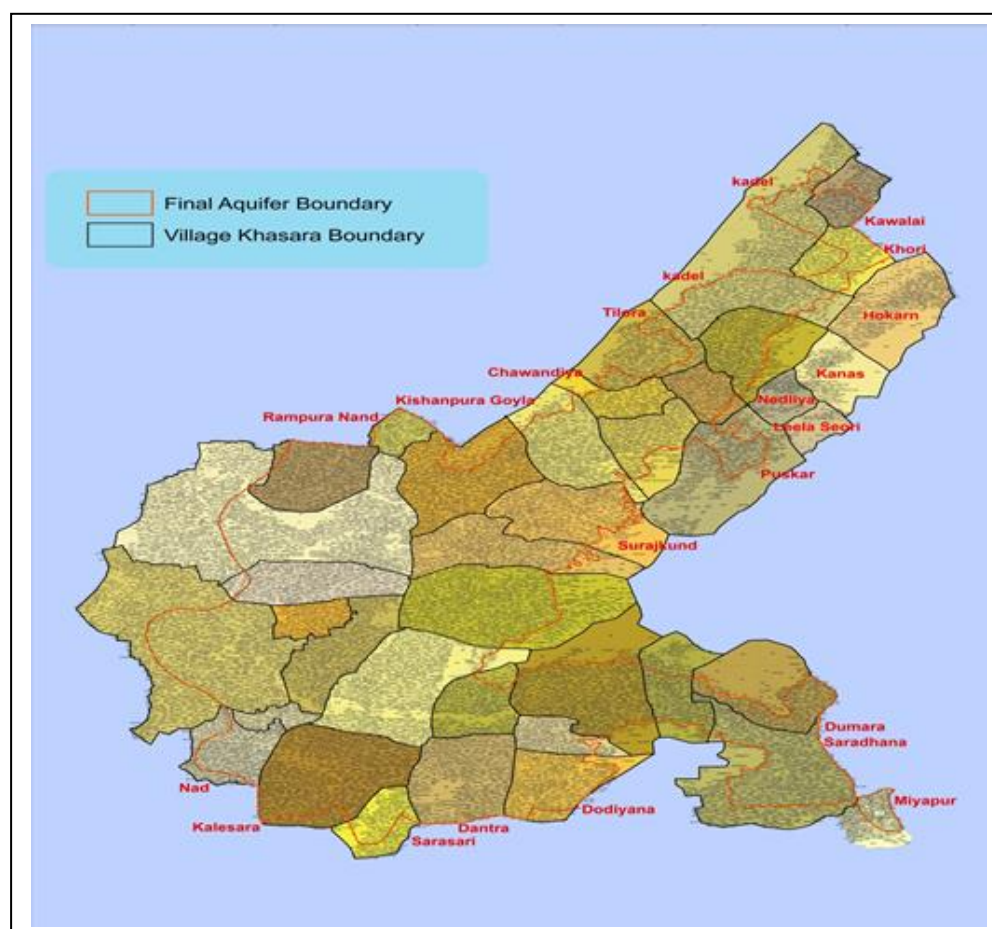 kadel
Final Aquifer Boundary
Kawalai
Village Khasara Boundary
Khori
kadel
Tilora
Hokarn
Chawandiya
Kanas
Kishanpura Goyla
Nedliya
Rampura Nand
Leela Seori
Puskar
Surajkund
Dumara
Saradhana
Nad
Miyapur
Dodiyana
Kalesara
Dantra
Sarasari